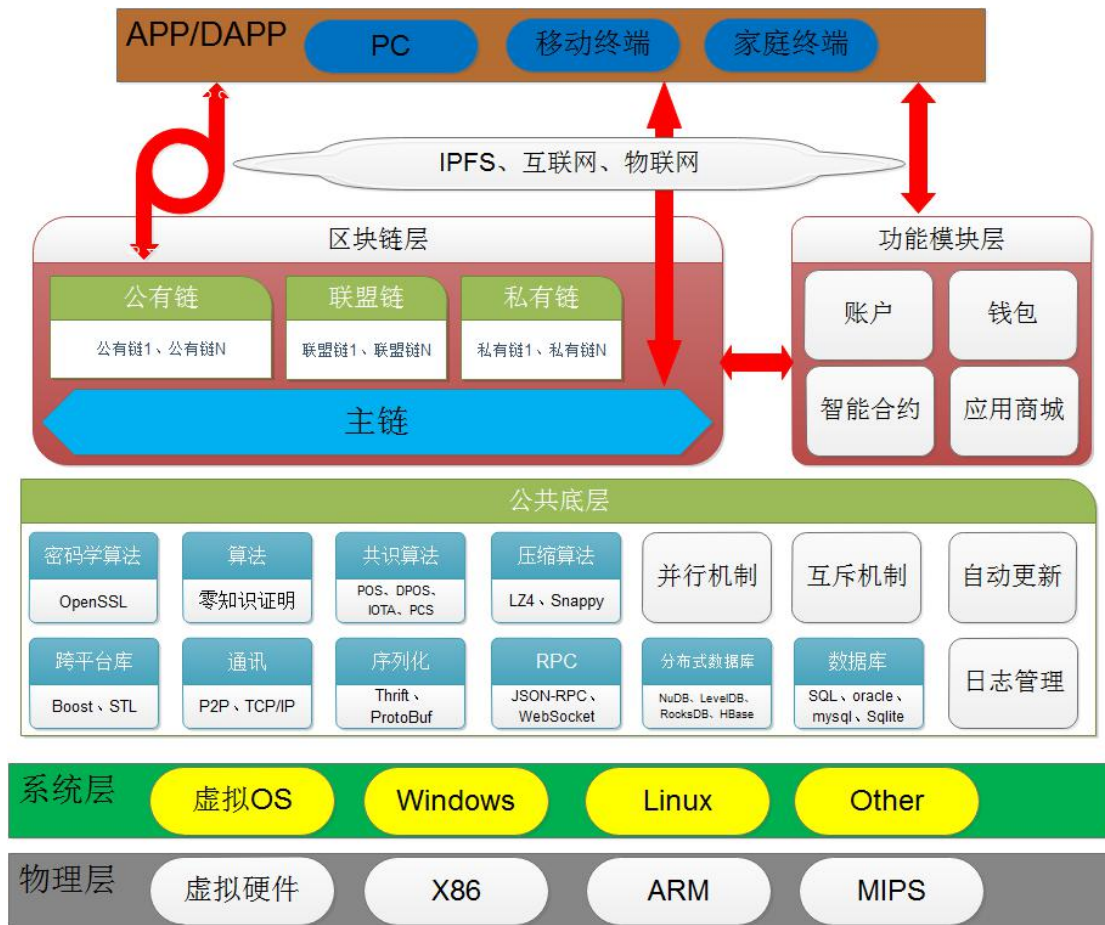 APP/DAPP
PC
移动终端
家庭终端
IPFS、互联网、物联网
区块链层
公有链
联盟链
私有链
公有链1、公有链N
联盟链1、联盟链N
私有链1、私有链N
主链
功能模块层
账户
钱包
智能合约
应用商城
公共底层
密码学算法
OpenSSL
算法
零知识证明
共识算法
POS、DPOS、
IOTA、PCS
压缩算法
LZ4、Snappy
并行机制
互斥机制
自动更新
跨平台库
Boost、STL
通讯
P2P、TCP/IP
序列化
Thrift、
ProtoBuf
RPC
JSON-RPC、
WebSocket
分布式数据库
NuDB、LevelDB、
RooksDB、HBase
数据库
SQL、oracle、
mysql、Sqlite
日志管理
系统层
虚拟OS
Windows
Linux
Other
物理层
虚拟硬件
X86
ARM
MIPS